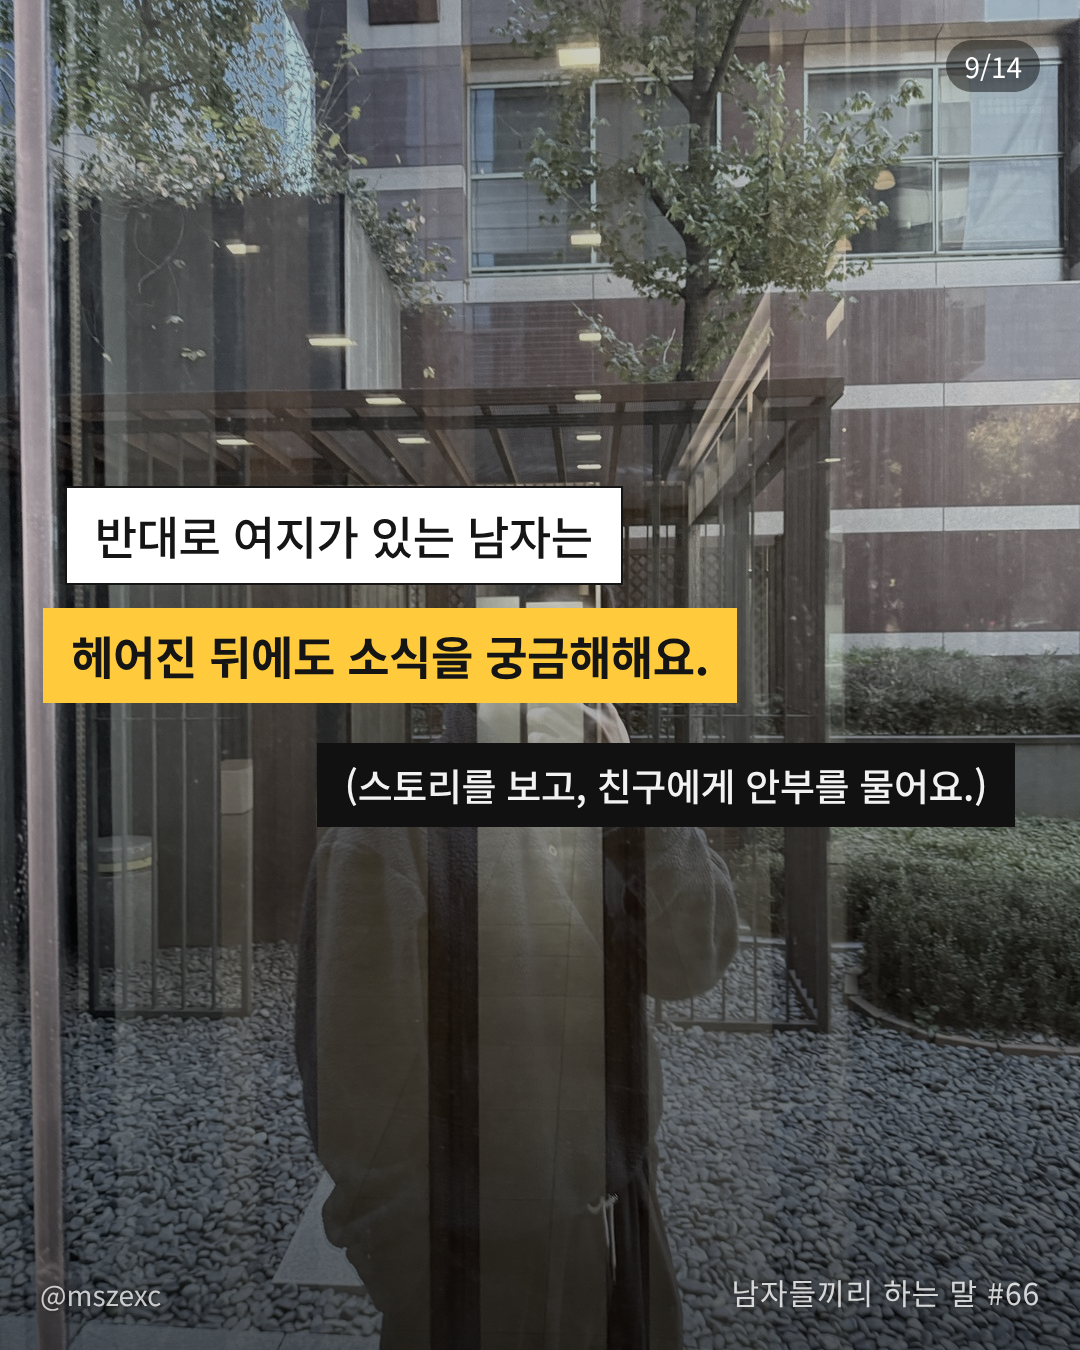 9/14
반대로 여지가 있는 남자는
헤어진 뒤에도 소식을 궁금해해요.
(스토리를 보고, 친구에게 안부를 물어요.)
@mszexc
남자들끼리 하는 말 #66